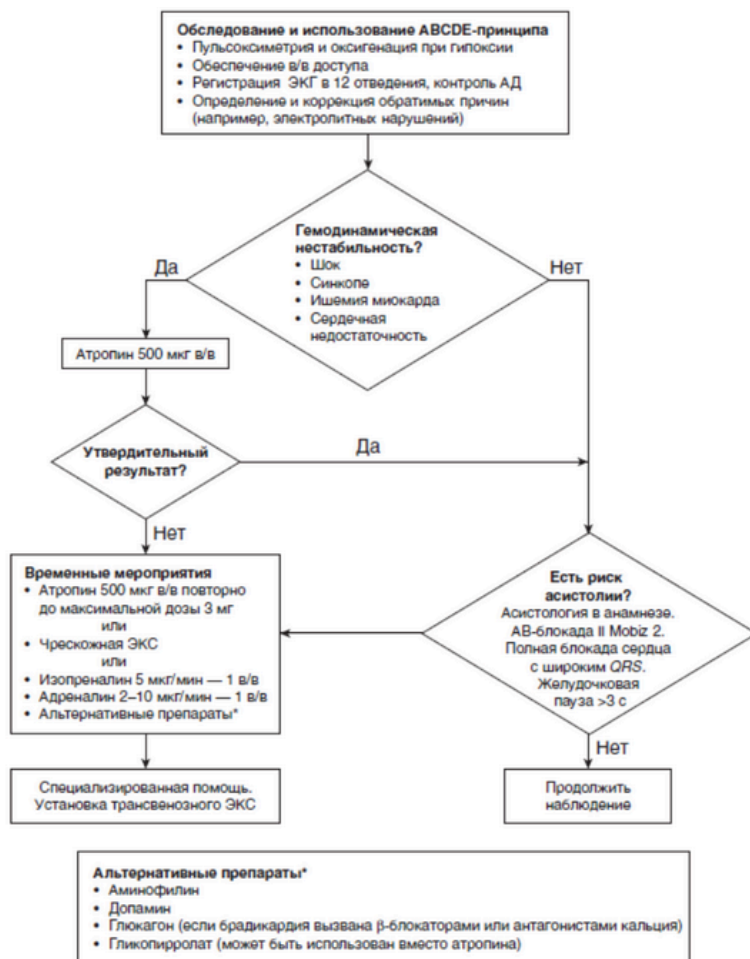 Обследование и использование ABCDE-принципа
• Пульсоксиметрия и оксигенация при гипоксии
• Обеспечение в/в доступа
• Регистрация ЭКГ в 12 отведения, контроль АД
• Определение и коррекция обратимых причин
(например, электролитных нарушений)
Гемодинамическая
нестабильность?
• Шок
• Синкопе
• Ишемия миокарда
• Сердечная
недостаточность
Да
Нет
Атропин 500 мкг в/в
Утвердительный
результат?
Да
Нет
Временные мероприятия
• Атропин 500 мкг в/в повторно
до максимальной дозы 3 мг
или
• Чрескожная ЭКС
или
• Изопреналин 5 мкг/мин — 1 в/в
• Адреналин 2–10 мкг/мин — 1 в/в
• Альтернативные препараты*
Есть риск
асистолии?
Асистология в анамнезе.
АВ-блокада II Mobiz 2.
Полная блокада сердца
с широким QRS.
Желудочковая
пауза >3 с
Нет
Специализированная помощь.
Установка трансвенозного ЭКС
Продолжить
наблюдение
Альтернативные препараты*
• Аминофилин
• Допамин
• Глюкагон (если брадикардия вызвана β-блокаторами или антагонистами кальция)
• Гликопирролат (может быть использован вместо атропина)